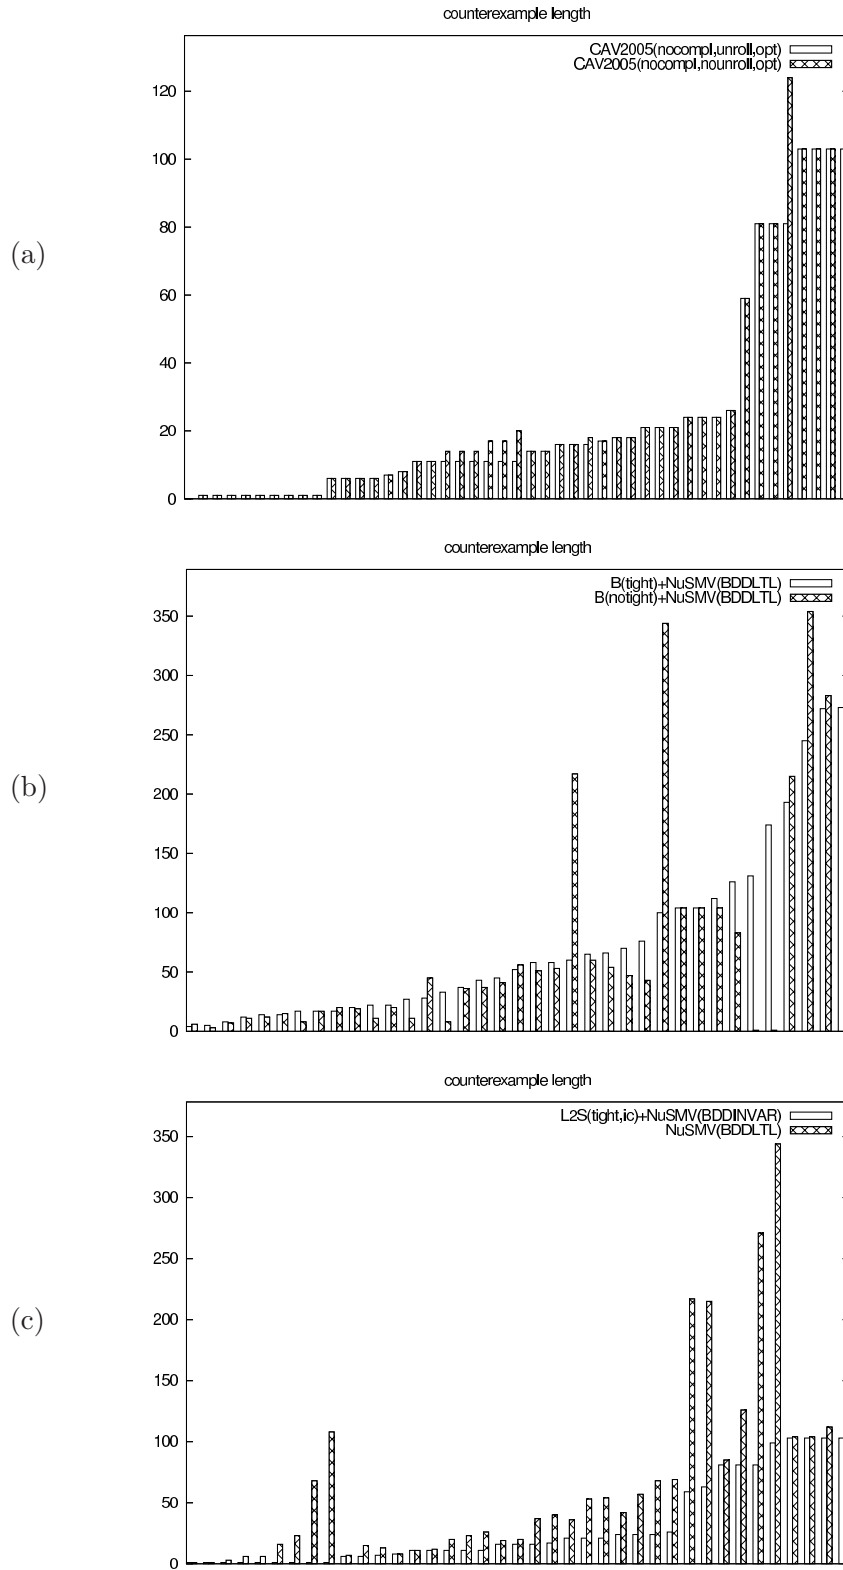 counterexample length
CAV2005(nocompl,unroll,opt)
CAV2005(nocompl,nounroll,opt)
120
100
80
60
40
20
0
(a)
counterexample length
B(tight)+NuSMV(BDDLTL)
B(notight)+NuSMV(BDDLTL)
350
300
250
200
150
100
50
0
(b)
counterexample length
L2S(tight,ic)+NuSMV(BDDINVAR)
NuSMV(BDDLTL)
350
300
250
200
150
100
50
0
(c)